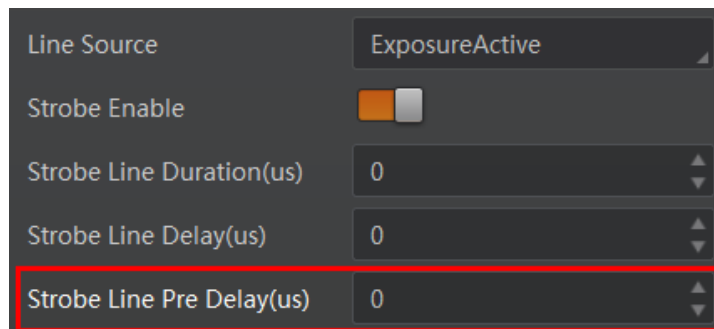 Line Source ExposureActive
Strobe Enable
Strobe Line Duration(us) 0
Strobe Line Delay(us) 0
Strobe Line Pre Delay(us) 0